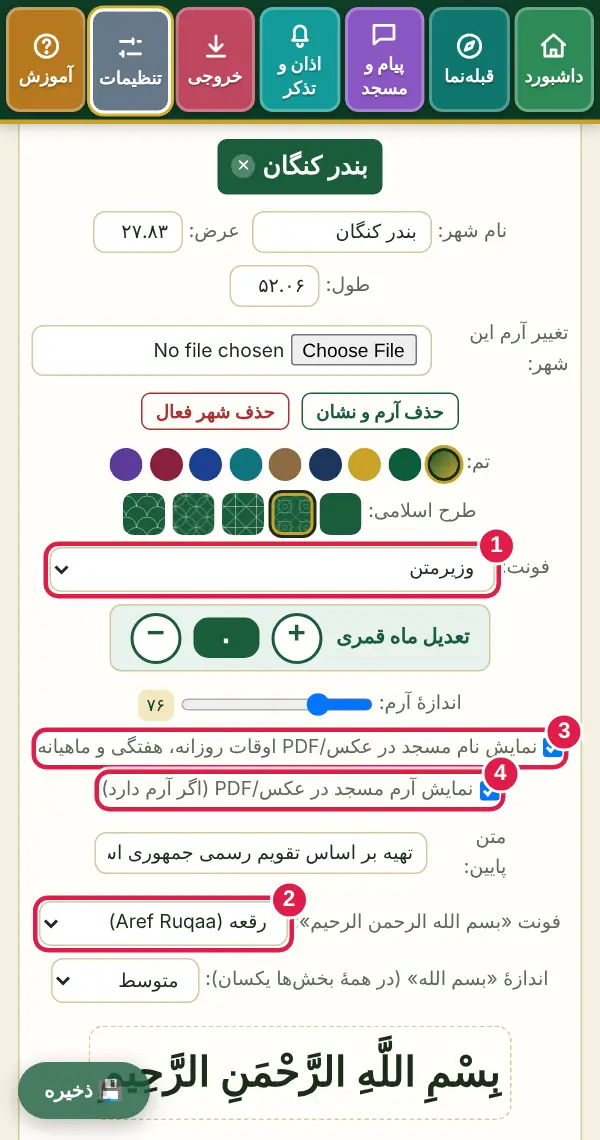 داشبورد
قبله‌نما
پیام و
مسجد
اذان و
تذکر
خروجی
تنظیمات
آموزش
بندر کنگان ✕
نام شهر: بندر کنگان عرض: ۲۷.۸۳
طول: ۵۲.۰۶
تغییر آرم این
شهر:
Choose File No file chosen
حذف آرم و نشان حذف شهر فعال
تم:
طرح اسلامی:
1
فونت: وزیرمتن
تعدیل ماه قمری + ۰ −
اندازهٔ آرم: ۷۶
3
نمایش نام مسجد در عکس/PDF اوقات روزانه، هفتگی و ماهیانه
4
نمایش آرم مسجد در عکس/PDF (اگر آرم دارد)
متن
پایین:
تهیه بر اساس تقویم رسمی جمهوری اس
2
فونت «بسم الله الرحمن الرحیم»: رقعه (Aref Ruqaa)
اندازهٔ «بسم الله» (در همهٔ بخش‌ها یکسان): متوسط
بِسْمِ اللَّهِ الرَّحْمَنِ الرَّحِيمِ
💾 ذخیره